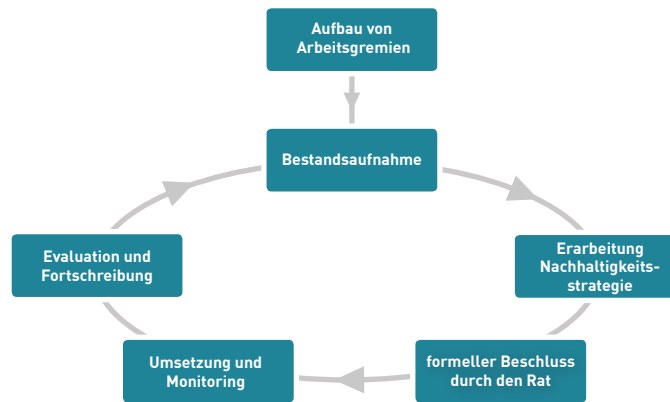 Aufbau von
Arbeitsgremien
Bestandsaufnahme
Erarbeitung
Nachhaltigkeits-
strategie
formeller Beschluss
durch den Rat
Umsetzung und
Monitoring
Evaluation und
Fortschreibung